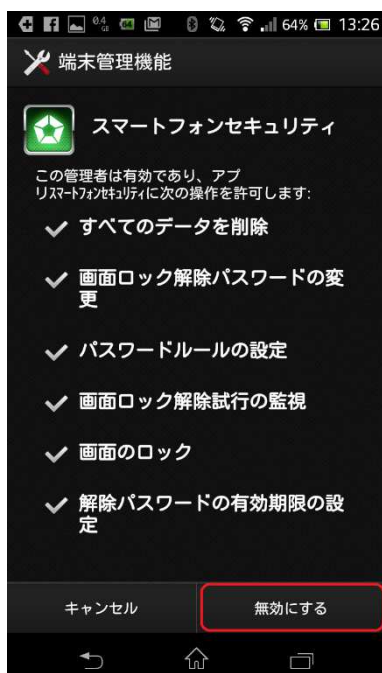 0.4
GB
64
64% 13:26
端末管理機能
スマートフォンセキュリティ
この管理者は有効であり、アプ
リスマートフォンセキュリティに次の操作を許可します:
すべてのデータを削除
画面ロック解除パスワードの変
更
パスワードルールの設定
画面ロック解除試行の監視
画面のロック
解除パスワードの有効期限の設
定
キャンセル
無効にする